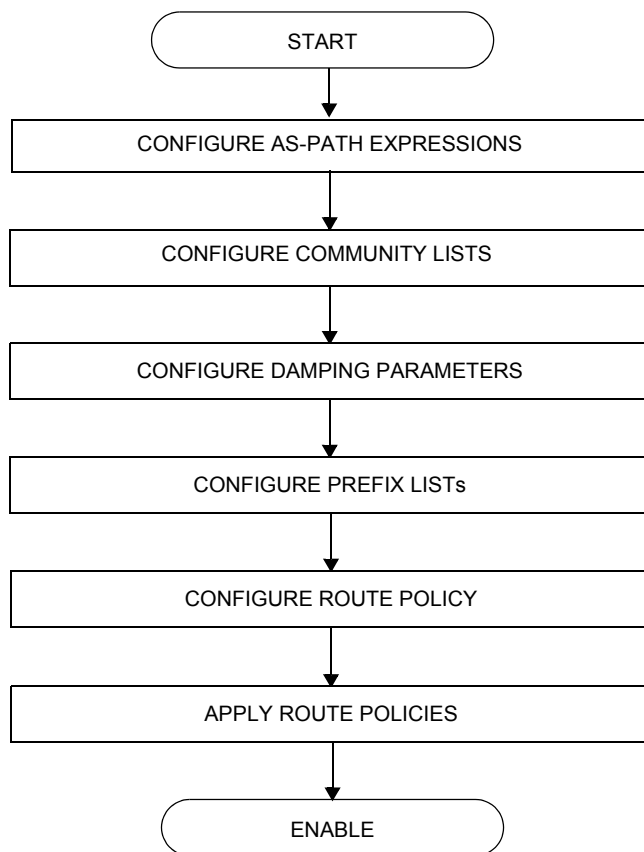 START
CONFIGURE AS-PATH EXPRESSIONS
CONFIGURE COMMUNITY LISTS
CONFIGURE DAMPING PARAMETERS
CONFIGURE PREFIX LISTs
CONFIGURE ROUTE POLICY
APPLY ROUTE POLICIES
ENABLE